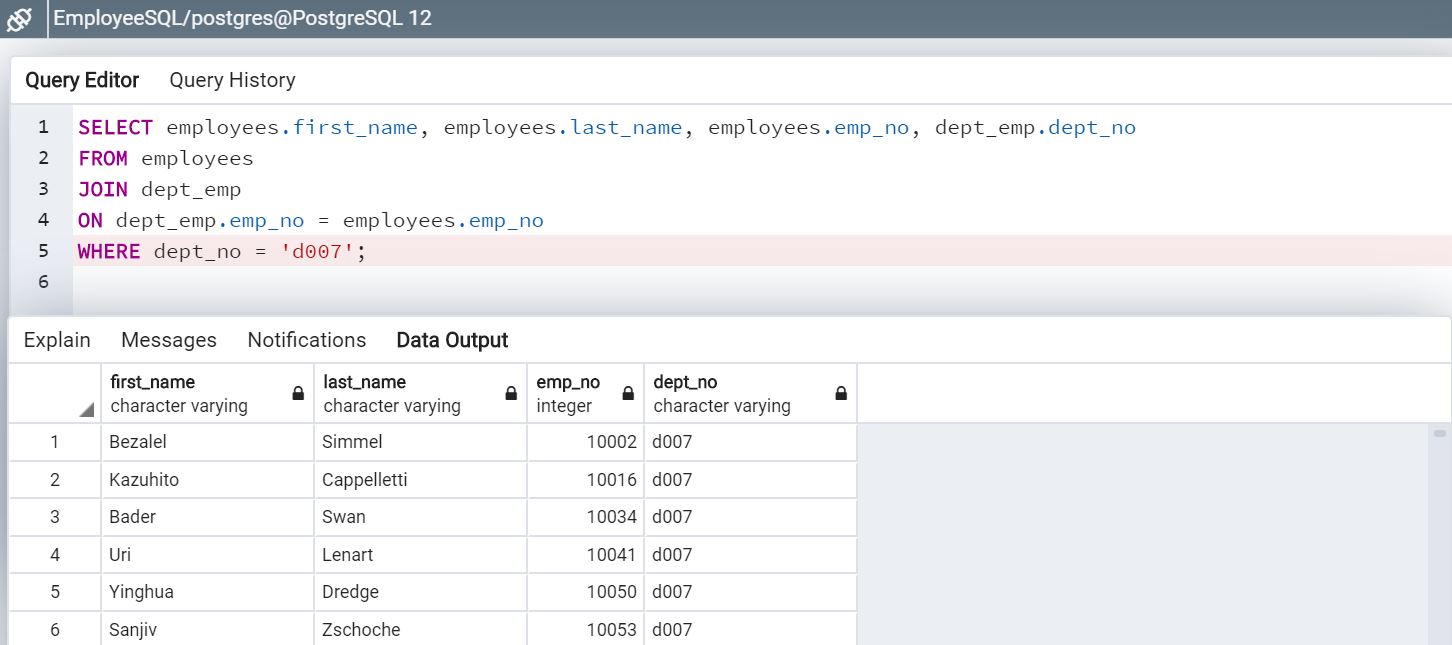 EmployeeSQL/postgres@PostgreSQL 12
Query Editor Query History
1 SELECT employees.first_name, employees.last_name, employees.emp_no, dept_emp.dept_no
2 FROM employees
3 JOIN dept_emp
4 ON dept_emp.emp_no = employees.emp_no
5 WHERE dept_no = 'd007';
6
Explain Messages Notifications Data Output
first_name last_name emp_no dept_no
character varying character varying integer character varying
1 Bezalel Simmel 10002 d007
2 Kazuhito Cappelletti 10016 d007
3 Bader Swan 10034 d007
4 Uri Lenart 10041 d007
5 Yinghua Dredge 10050 d007
6 Sanjiv Zschoche 10053 d007